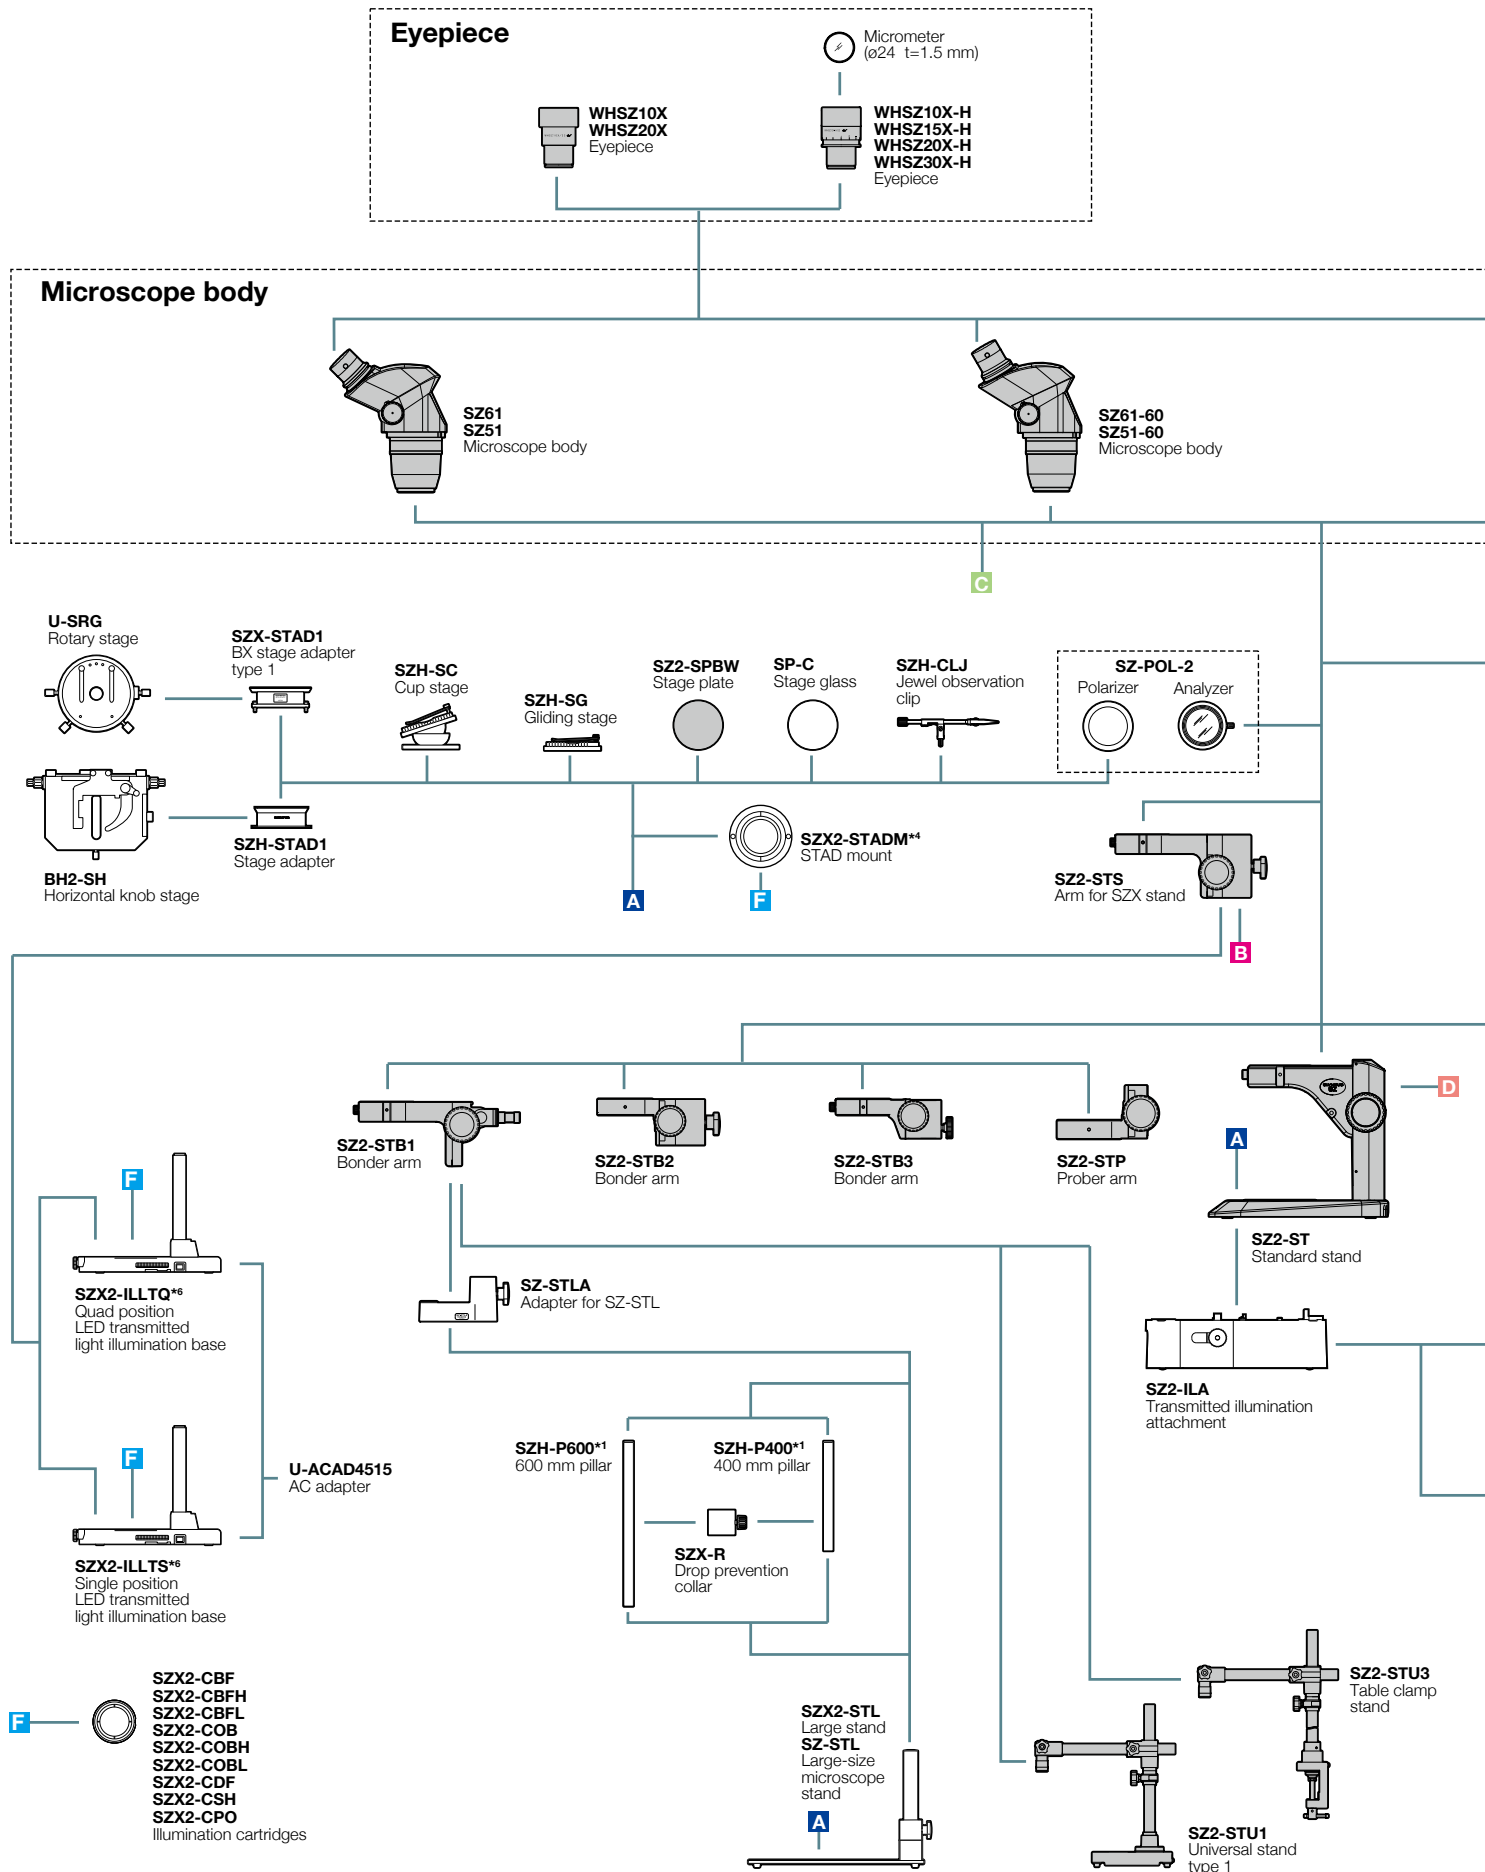 Eyepiece
Micrometer
(ø24 t=1.5 mm)
WHSZ10X
WHSZ20X
Eyepiece
WHSZ10X-H
WHSZ15X-H
WHSZ20X-H
WHSZ30X-H
Eyepiece
Microscope body
SZ61
SZ51
Microscope body
SZ61-60
SZ51-60
Microscope body
C
U-SRG
Rotary stage
SZX-STAD1
BX stage adapter
type 1
SZH-SC
Cup stage
SZH-SG
Gliding stage
SZ2-SPBW
Stage plate
SP-C
Stage glass
SZH-CLJ
Jewel observation
clip
SZ-POL-2
Polarizer
Analyzer
BH2-SH
Horizontal knob stage
SZH-STAD1
Stage adapter
SZX2-STADM*4
STAD mount
A
F
SZ2-STS
Arm for SZX stand
B
SZ2-STB1
Bonder arm
SZ2-STB2
Bonder arm
SZ2-STB3
Bonder arm
SZ2-STP
Prober arm
D
A
SZ2-ST
Standard stand
F
SZX2-ILLTQ*6
Quad position
LED transmitted
light illumination base
SZ-STLA
Adapter for SZ-STL
SZ2-ILA
Transmitted illumination
attachment
F
U-ACAD4515
AC adapter
SZX2-ILLTS*6
Single position
LED transmitted
light illumination base
SZH-P600*1
600 mm pillar
SZH-P400*1
400 mm pillar
SZX-R
Drop prevention
collar
F
SZX2-CBF
SZX2-CBFH
SZX2-CBFL
SZX2-COB
SZX2-COBH
SZX2-COBL
SZX2-CDF
SZX2-CSH
SZX2-CPO
Illumination cartridges
SZX2-STL
Large stand
SZ-STL
Large-size
microscope
stand
A
SZ2-STU3
Table clamp
stand
SZ2-STU1
Universal stand
type 1